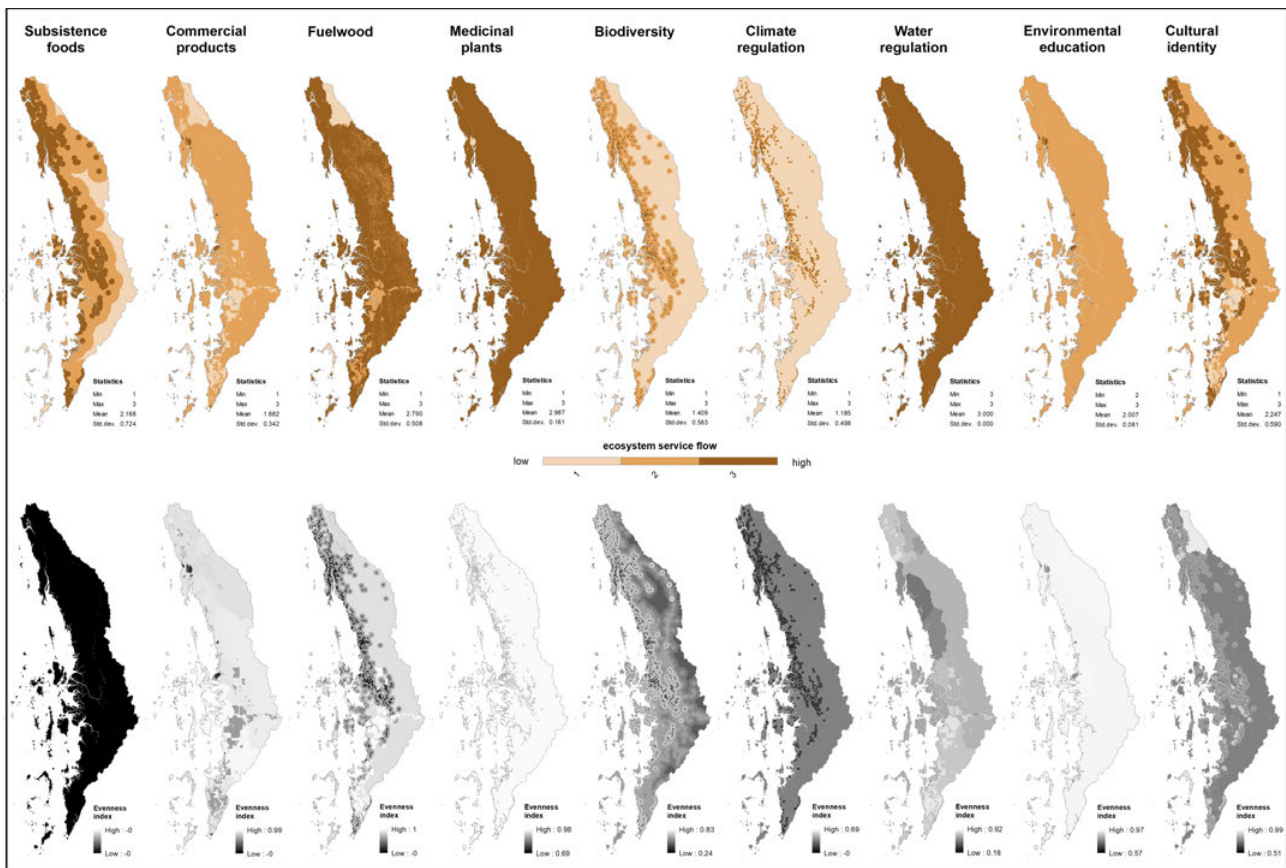 Subsistence foods
Commercial products
Fuelwood
Medicinal plants
Biodiversity
Climate regulation
Water regulation
Environmental education
Cultural identity
Statistics
Min 1
Max 3
Mean 2.168
Std.dev. 0.724
Statistics
Min 1
Max 3
Mean 1.882
Std.dev. 0.342
Statistics
Min 1
Max 3
Mean 2.790
Std.dev. 0.508
Statistics
Min 1
Max 3
Mean 2.967
Std.dev. 0.161
Statistics
Min 1
Max 3
Mean 1.409
Std.dev. 0.583
Statistics
Min 1
Max 3
Mean 1.185
Std.dev. 0.498
Statistics
Min 3
Max 3
Mean 3.000
Std.dev. 0.000
Statistics
Min 2
Max 3
Mean 2.007
Std.dev. 0.081
Statistics
Min 1
Max 3
Mean 2.247
Std.dev. 0.590
ecosystem service flow
low
high
1
2
3
Evenness
index
High : -0
Low : -0
Evenness
index
High : 0.99
Low : -0
Evenness
index
High : 1
Low : -0
Evenness
index
High : 0.98
Low : 0.69
Evenness
index
High : 0.83
Low : 0.24
Evenness
index
High : 0.69
Low : -0
Evenness
index
High : 0.92
Low : 0.18
Evenness
index
High : 0.97
Low : 0.57
Evenness
index
High : 0.99
Low : 0.51